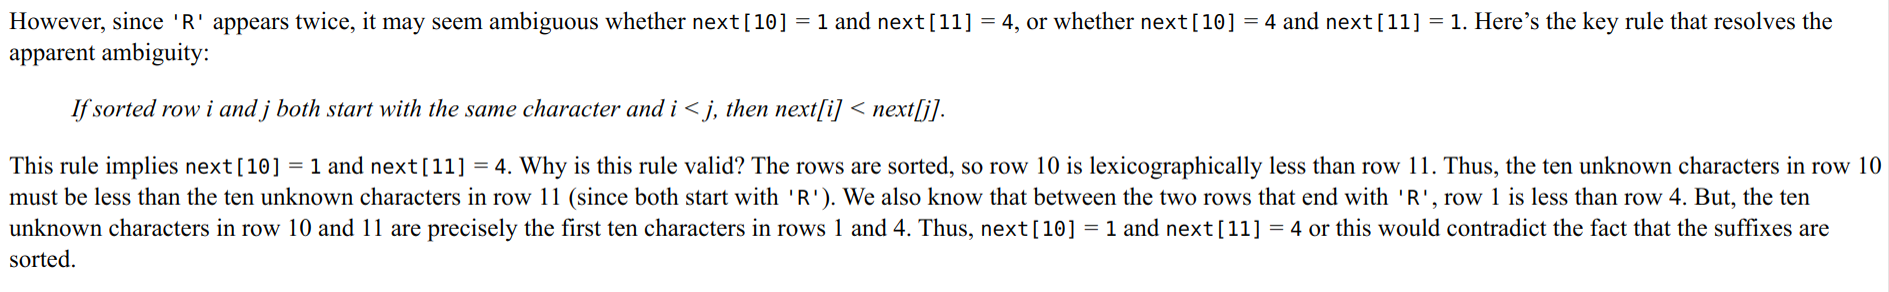 However, since 'R' appears twice, it may seem ambiguous whether next[10] = 1 and next[11] = 4, or whether next[10] = 4 and next[11] = 1. Here’s the key rule that resolves the
apparent ambiguity:
If sorted row i and j both start with the same character and i < j, then next[i] < next[j].
This rule implies next[10] = 1 and next[11] = 4. Why is this rule valid? The rows are sorted, so row 10 is lexicographically less than row 11. Thus, the ten unknown characters in row 10
must be less than the ten unknown characters in row 11 (since both start with 'R'). We also know that between the two rows that end with 'R', row 1 is less than row 4. But, the ten
unknown characters in row 10 and 11 are precisely the first ten characters in rows 1 and 4. Thus, next[10] = 1 and next[11] = 4 or this would contradict the fact that the suffixes are
sorted.